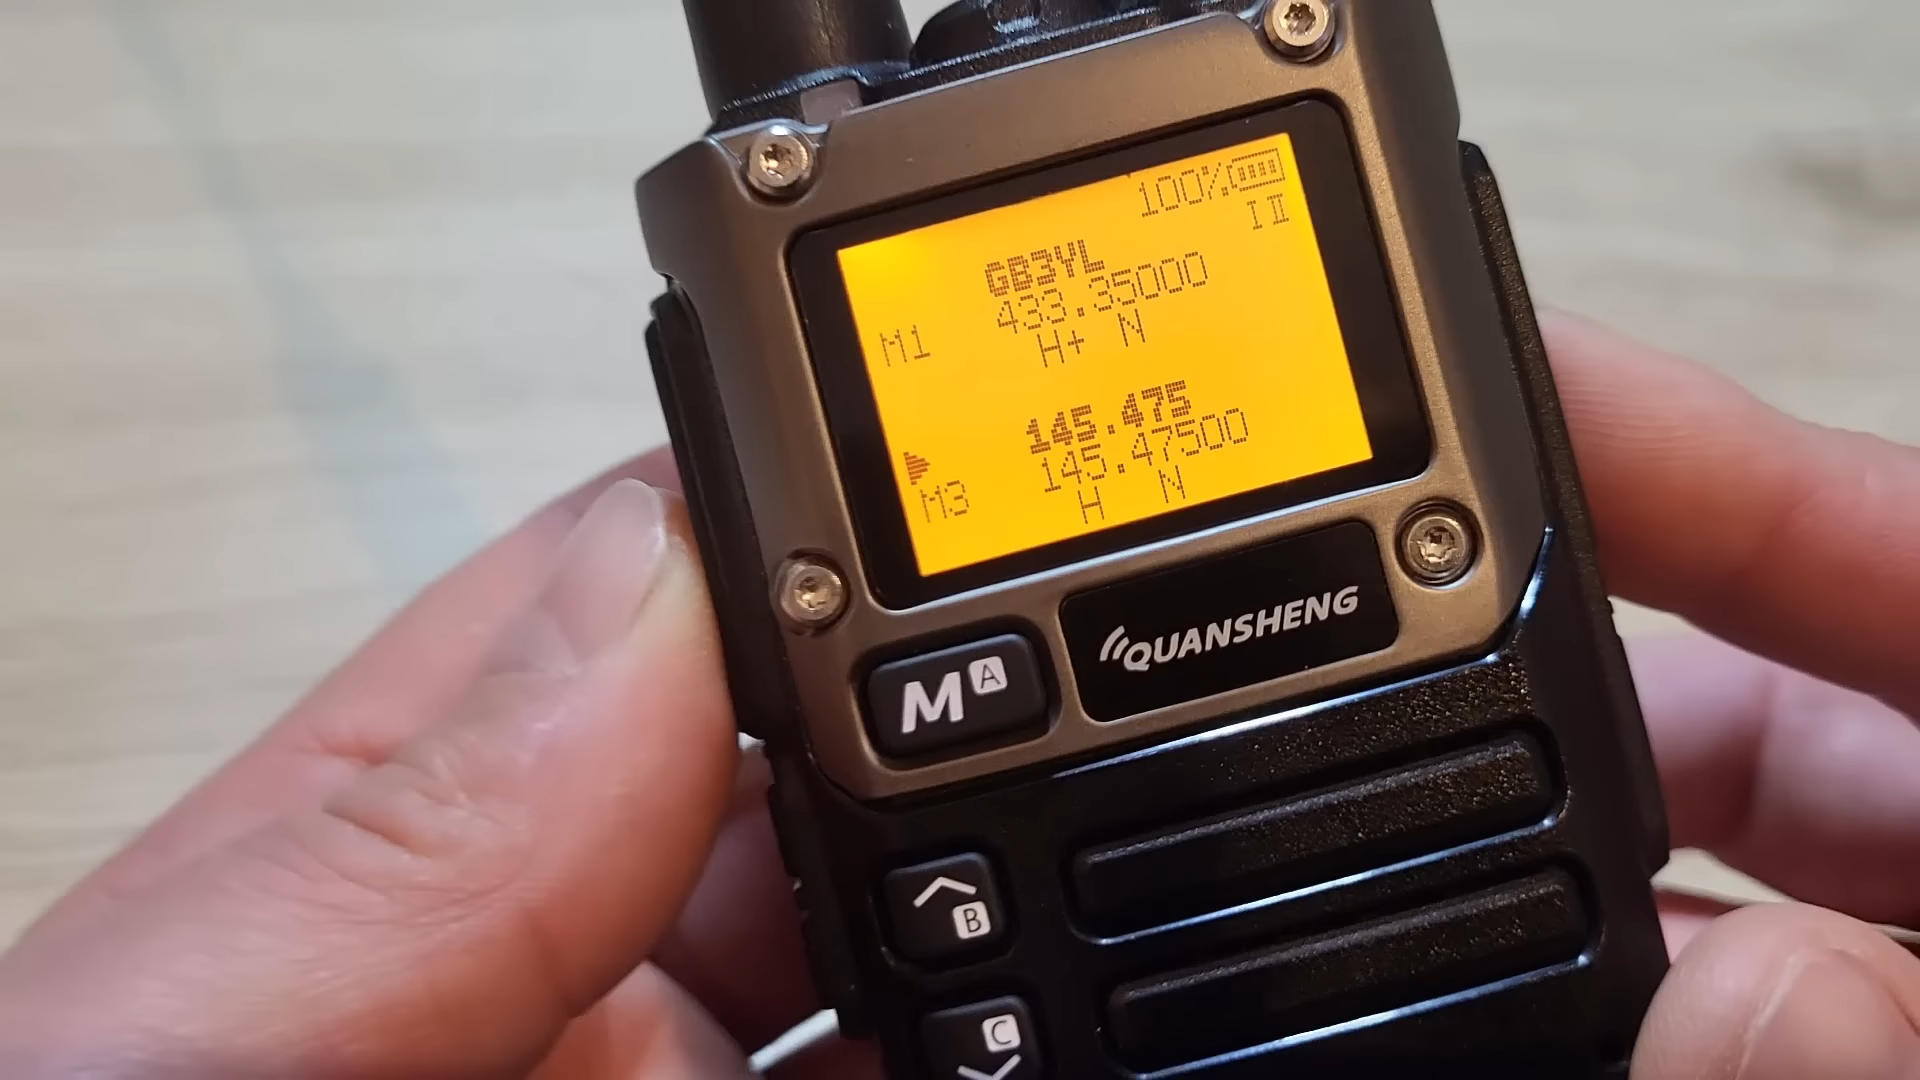 100%
I II
GB3YL
433.35000
M1 H+ N
145.475
145.47500
M3 H N
QUANSHENG
M A
B
C